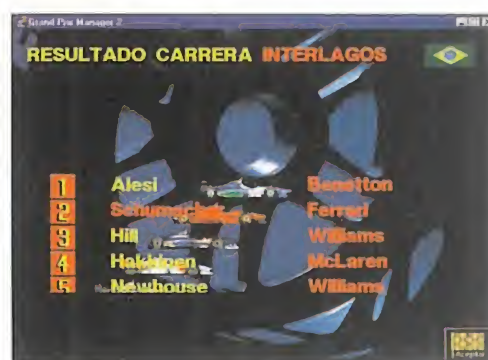 Grand Prix Manager 2
RESULTADO CARRERA INTERLAGOS
1 Alesi Benetton
2 Schumacher Ferrari
3 Hill Williams
4 Hakkinen McLaren
5 Newhouse Williams